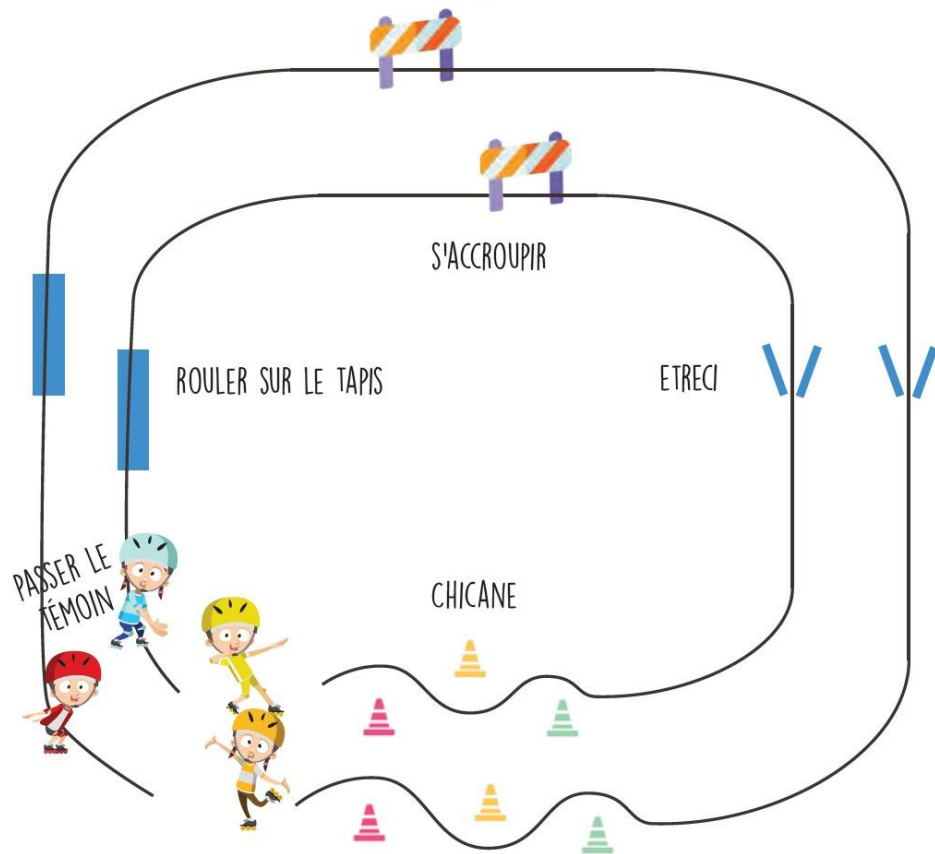 S'ACCROUPIR
ROULER SUR LE TAPIS
ETRECI
PASSER LE
TÉMOIN
CHICANE